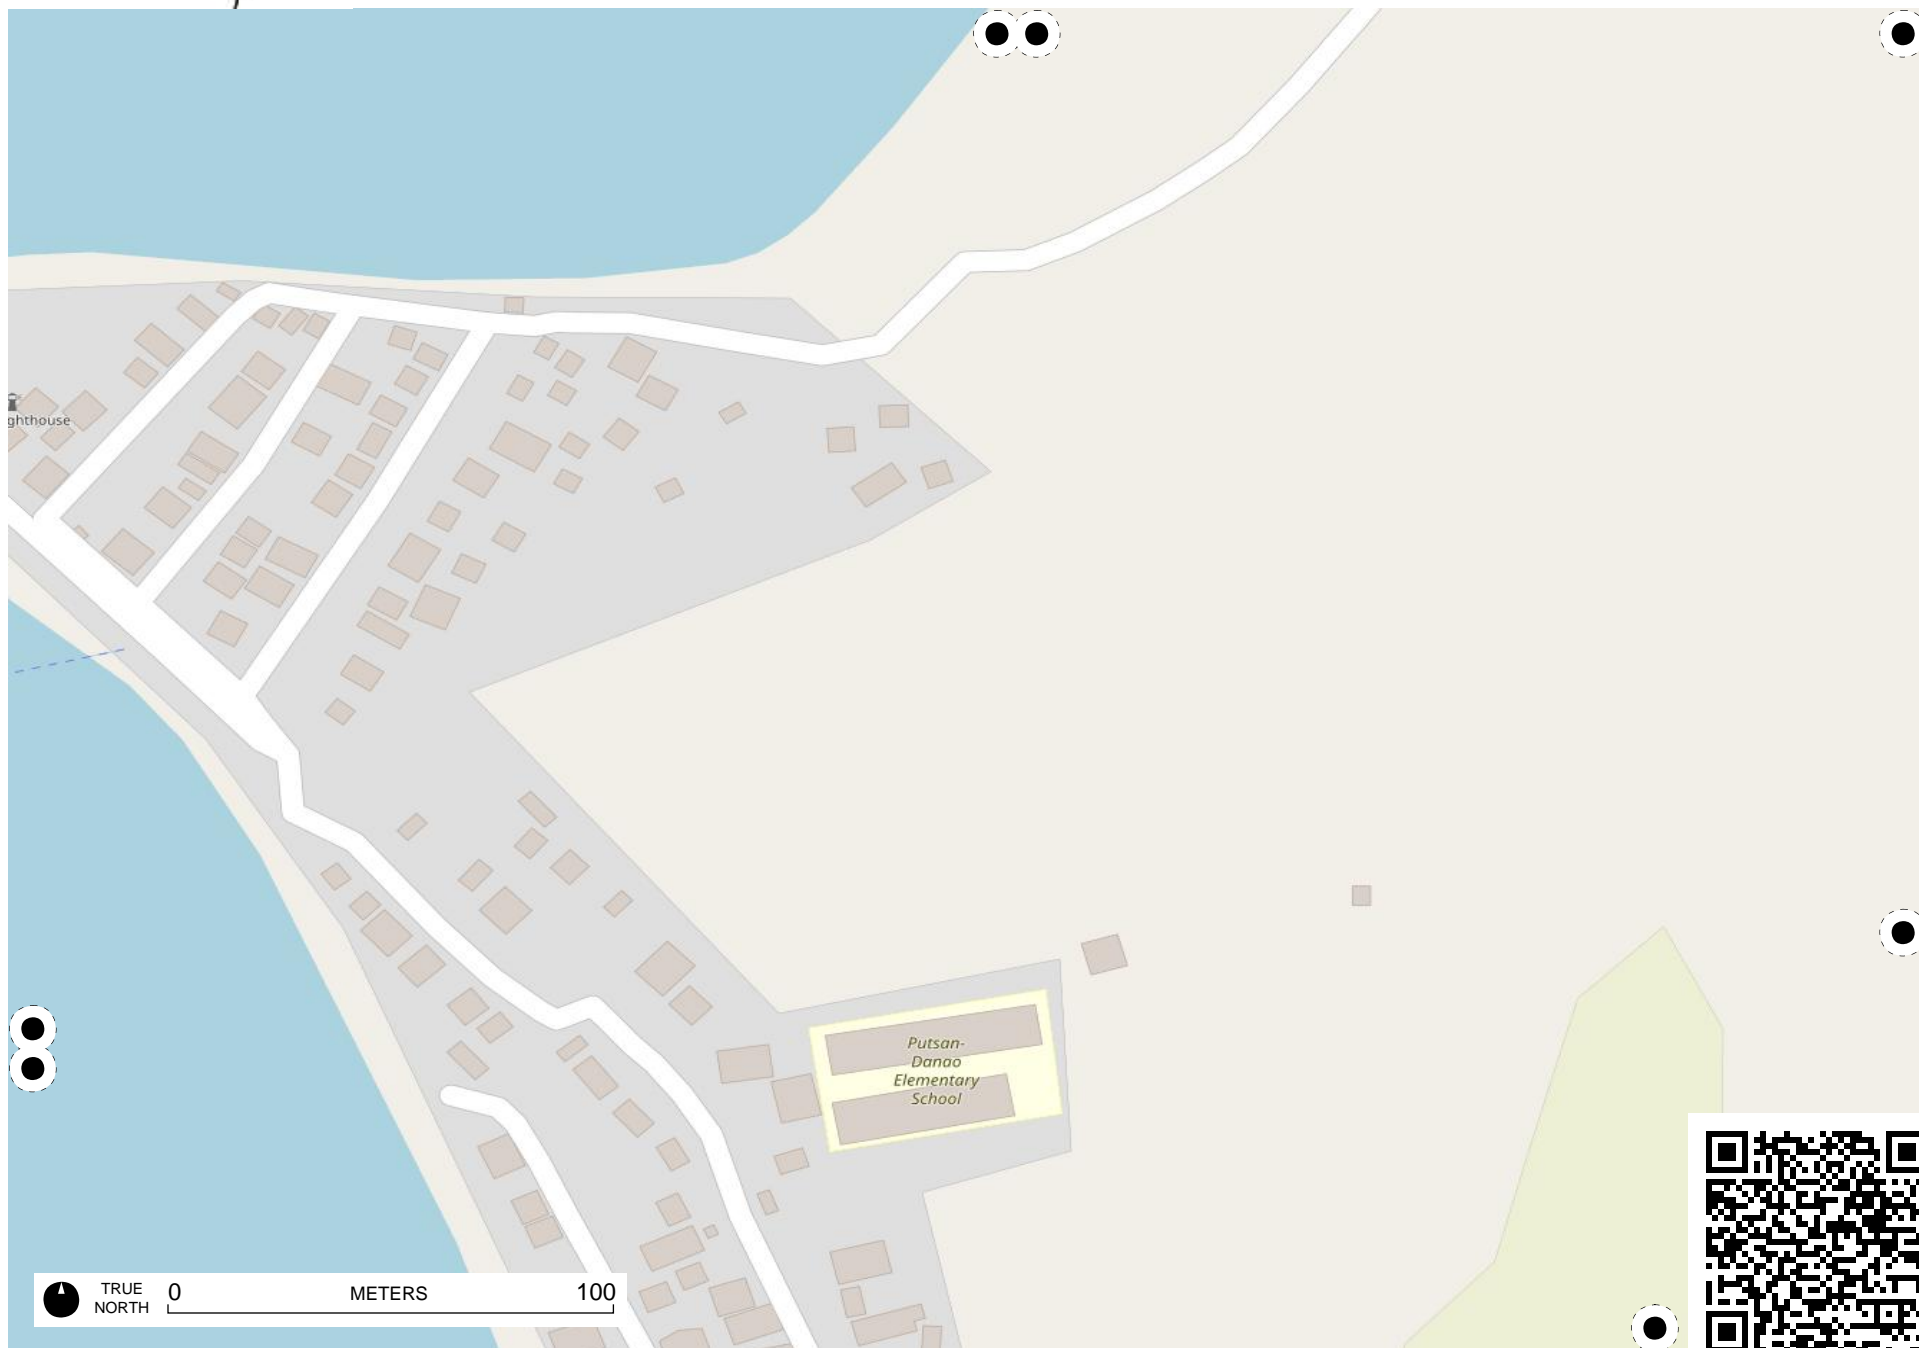 ghthouse
Putsan-
Danao
Elementary
School
TRUE
NORTH
0 METERS 100